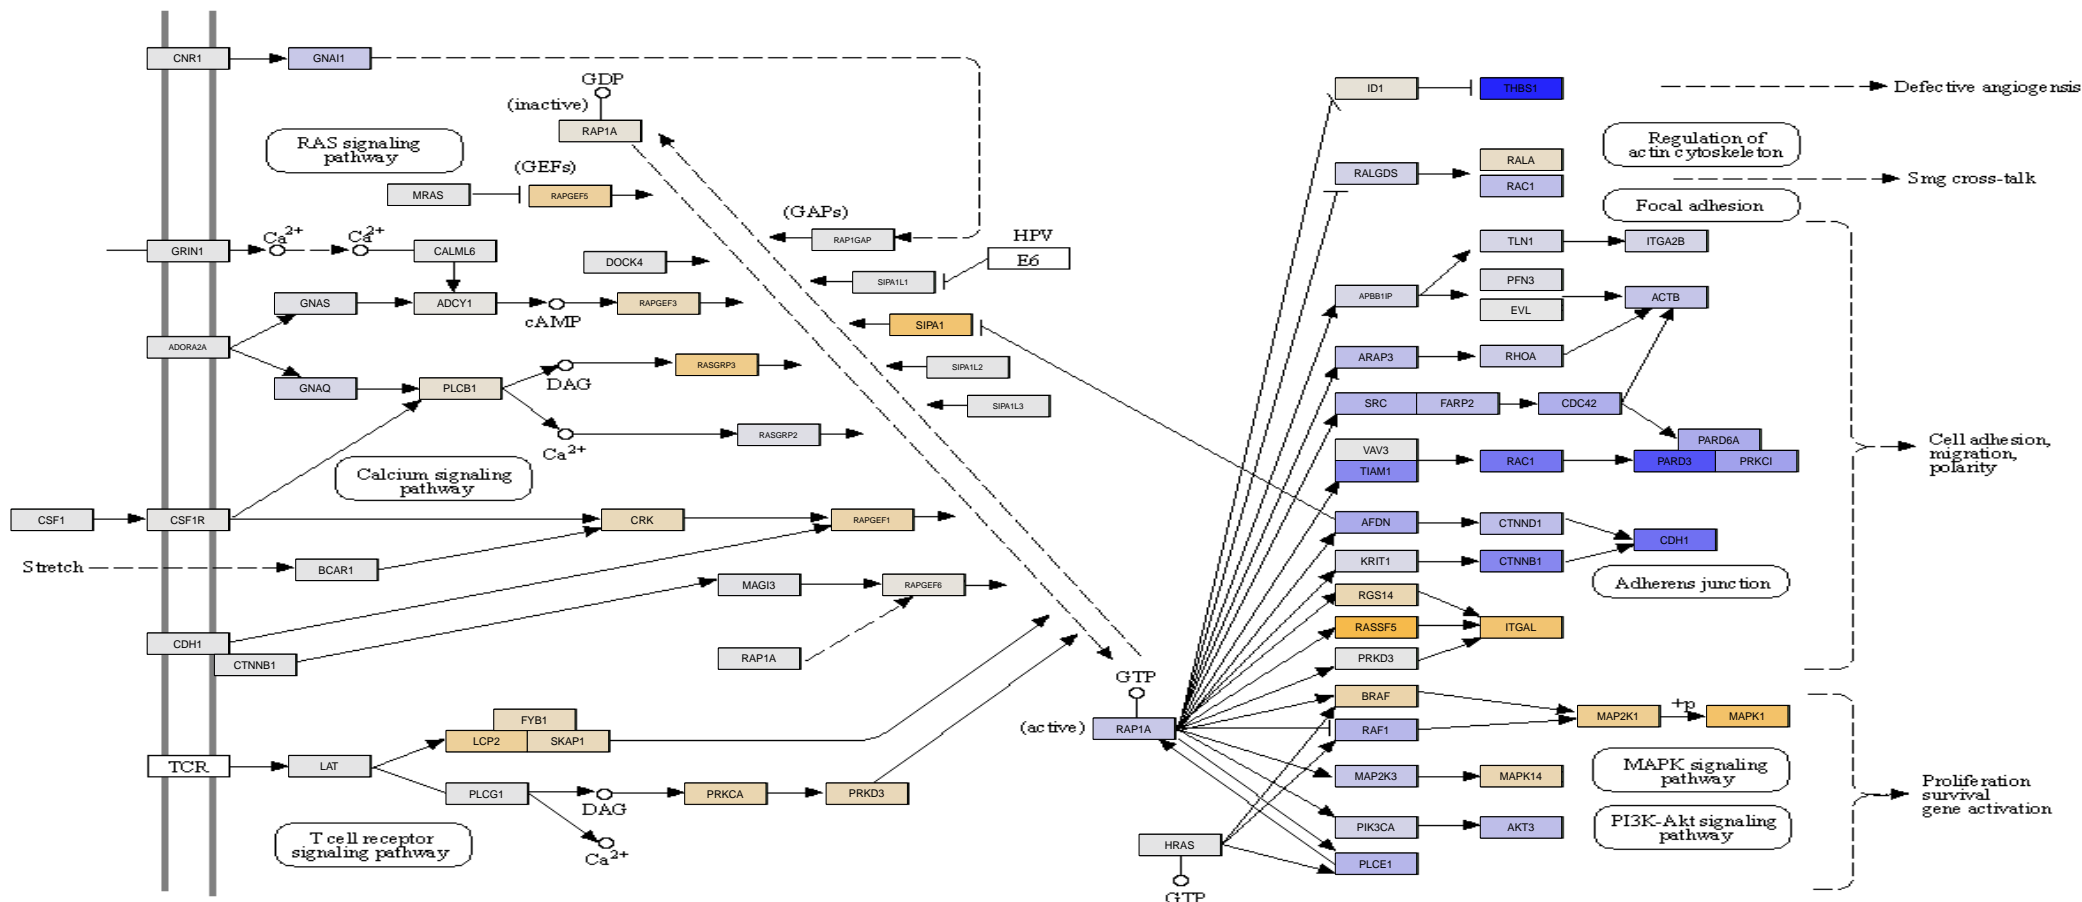 CNR1
GNAI1
GDP
(inactive)
RAP1A
RAS signaling
pathway
(GEFs)
MRAS
RAPGEF5
(GAPs)
RAP1GAP
HPV
E6
GRIN1
Ca2+
Ca2+
CALML6
DOCK4
SIPA1L1
GNAS
ADCY1
cAMP
RAPGEF3
SIPA1
ADORA2A
GNAQ
PLCB1
DAG
RASGRP3
SIPA1L2
SIPA1L3
Ca2+
RASGRP2
Calcium signaling
pathway
CSF1
CSF1R
CRK
RAPGEF1
Stretch
BCAR1
MAGI3
RAPGEF6
CDH1
CTNNB1
RAP1A
GTP
(active)
RAP1A
FYB1
LCP2
SKAP1
TCR
LAT
PLCG1
DAG
PRKCA
PRKD3
Ca2+
T cell receptor
signaling pathway
HRAS
GTP
ID1
THBS1
Defective angiogensis
Regulation of
actin cytoskeleton
RALGDS
RALA
RAC1
Smg cross-talk
Focal adhesion
TLN1
ITGA2B
APBB1IP
PFN3
EVL
ACTB
ARAP3
RHOA
SRC
FARP2
CDC42
PARD6A
VAV3
TIAM1
RAC1
PARD3
PRKCI
Cell adhesion,
migration,
polarity
AFDN
CTNND1
CDH1
KRIT1
CTNNB1
Adherens junction
RGS14
RASSF5
ITGAL
PRKD3
BRAF
RAF1
MAP2K1
+p
MAPK1
MAP2K3
MAPK14
MAPK signaling
pathway
PIK3CA
AKT3
PI3K-Akt signaling
pathway
PLCE1
Proliferation
survival
gene activation